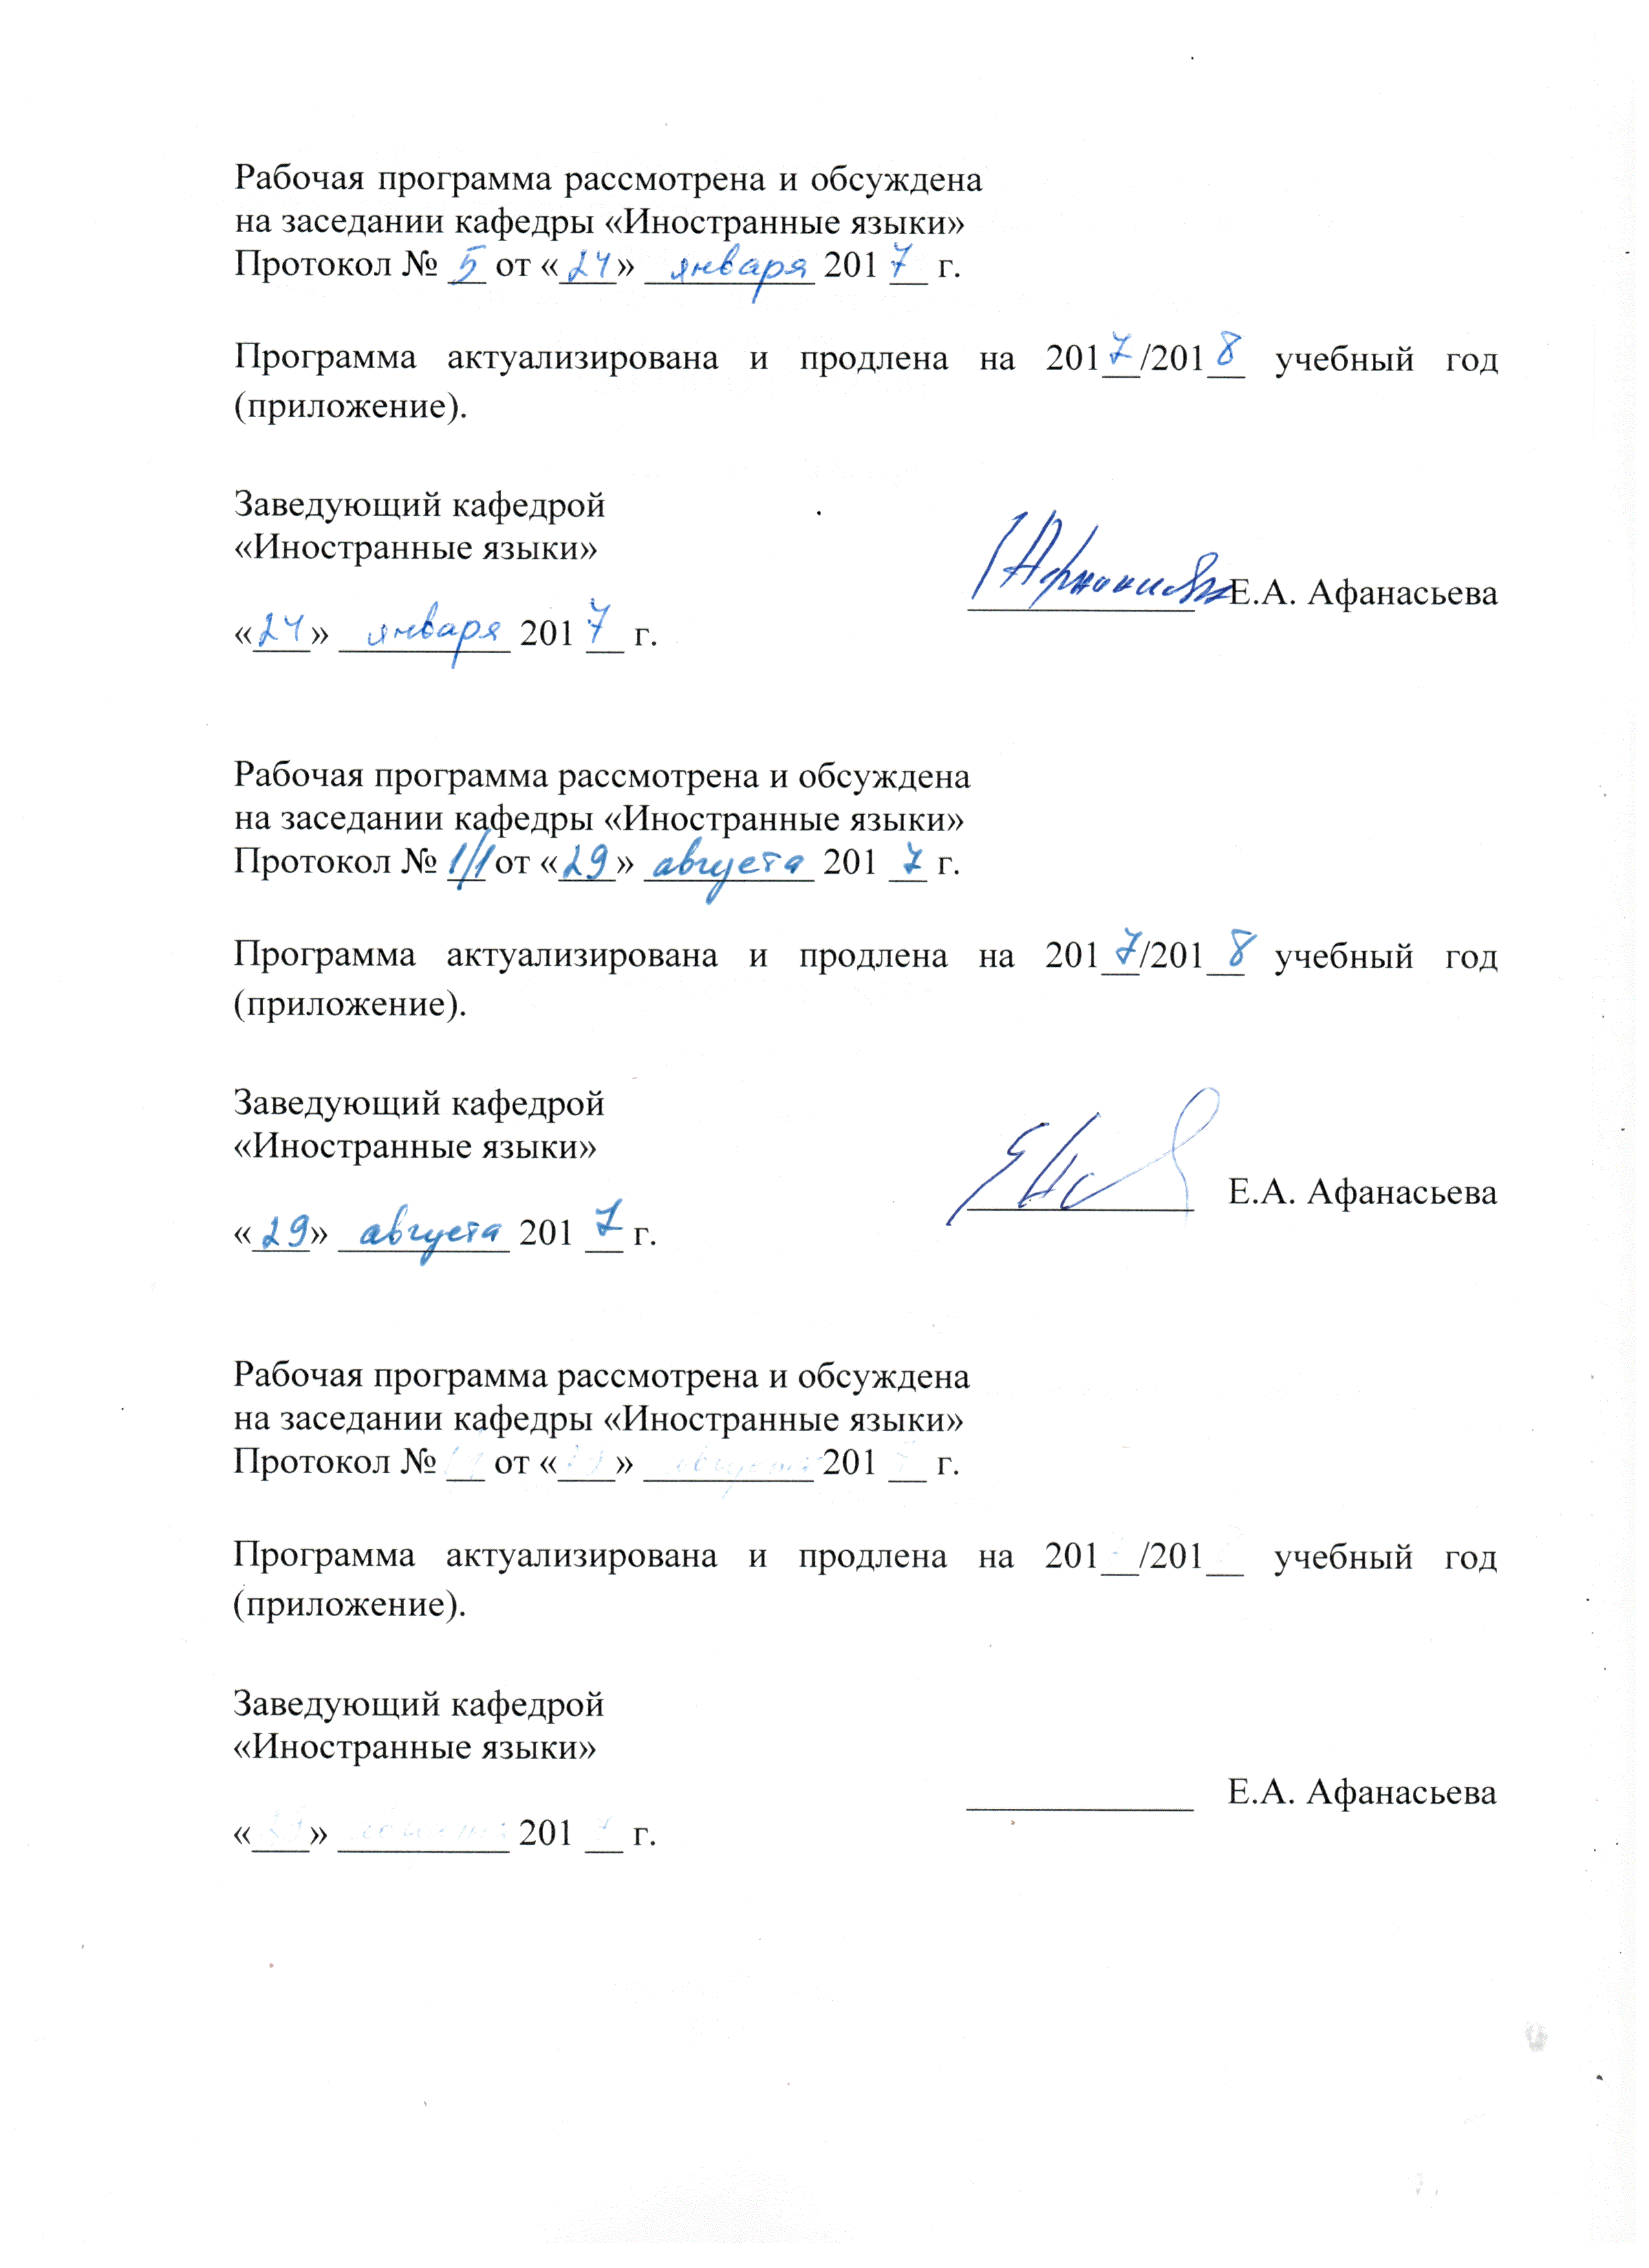 Рабочая программа рассмотрена и обсуждена
на заседании кафедры «Иностранные языки»
Протокол № 5 от «24» января 2017 г.
Программа актуализирована и продлена на 2017/2018 учебный год
(приложение).
Заведующий кафедрой
«Иностранные языки»
Е.А. Афанасьева
«24» января 2017 г.
Рабочая программа рассмотрена и обсуждена
на заседании кафедры «Иностранные языки»
Протокол № 1/1 от «29» августа 2017 г.
Программа актуализирована и продлена на 2017/2018 учебный год
(приложение).
Заведующий кафедрой
«Иностранные языки»
Е.А. Афанасьева
«29» августа 2017 г.
Рабочая программа рассмотрена и обсуждена
на заседании кафедры «Иностранные языки»
Протокол № __ от «___» _________ 201 __ г.
Программа актуализирована и продлена на 201__/201__ учебный год
(приложение).
Заведующий кафедрой
«Иностранные языки»
____________ Е.А. Афанасьева
«___» _________ 201 __ г.